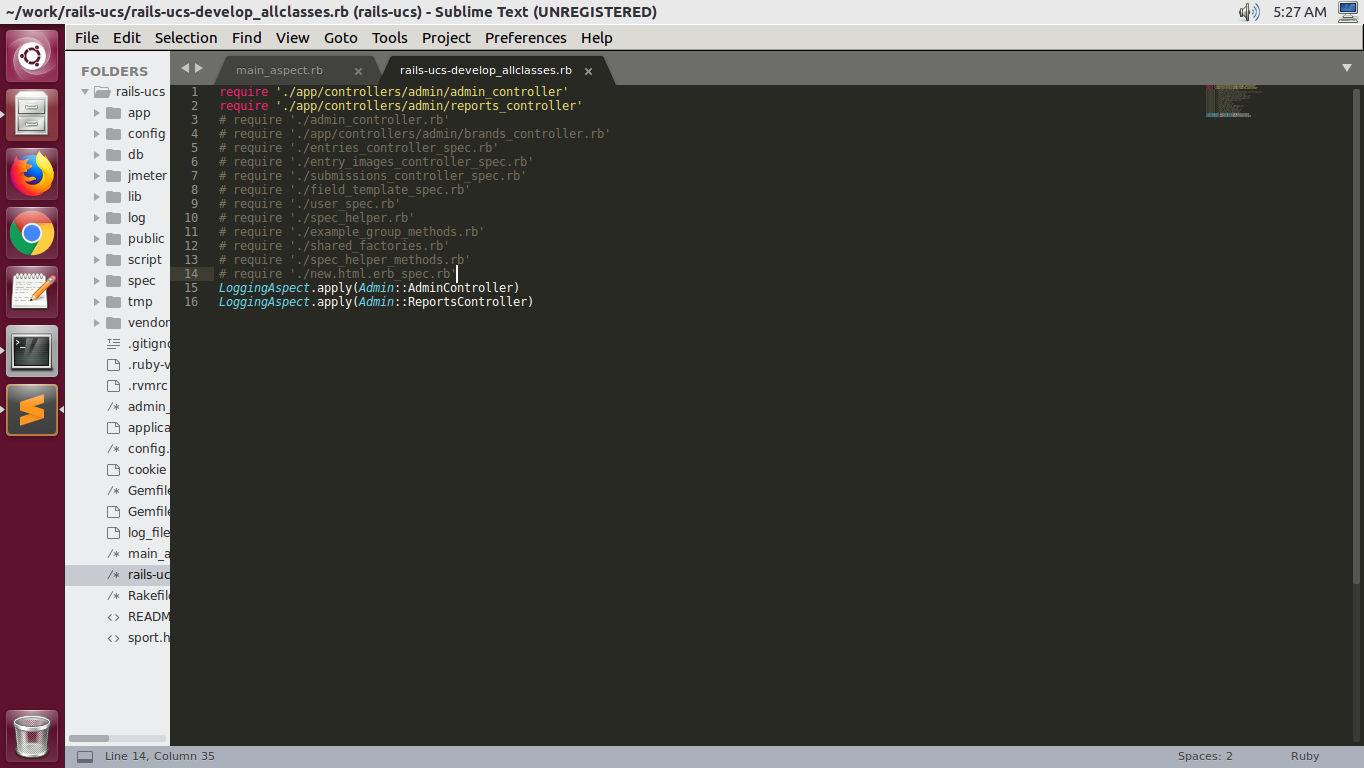 ~/work/rails-ucs/rails-ucs-develop_allclasses.rb (rails-ucs) - Sublime Text (UNREGISTERED)
5:27 AM
File Edit Selection Find View Goto Tools Project Preferences Help
FOLDERS
rails-ucs
app
config
db
jmeter
lib
log
public
script
spec
tmp
vendor
.gitigno
.ruby-v
.rvmrc
admin_
applica
config.
cookie
Gemfile
Gemfile
log_file
main_a
rails-uc
Rakefile
READM
sport.h
main_aspect.rb ×
rails-ucs-develop_allclasses.rb ×
1 require './app/controllers/admin/admin_controller'
2 require './app/controllers/admin/reports_controller'
3 # require './admin_controller.rb'
4 # require './app/controllers/admin/brands_controller.rb'
5 # require './entries_controller_spec.rb'
6 # require './entry_images_controller_spec.rb'
7 # require './submissions_controller_spec.rb'
8 # require './field_template_spec.rb'
9 # require './user_spec.rb'
10 # require './spec_helper.rb'
11 # require './example_group_methods.rb'
12 # require './shared_factories.rb'
13 # require './spec_helper_methods.rb'
14 # require './new.html.erb_spec.rb'
15 LoggingAspect.apply(Admin::AdminController)
16 LoggingAspect.apply(Admin::ReportsController)
Line 14, Column 35
Spaces: 2
Ruby